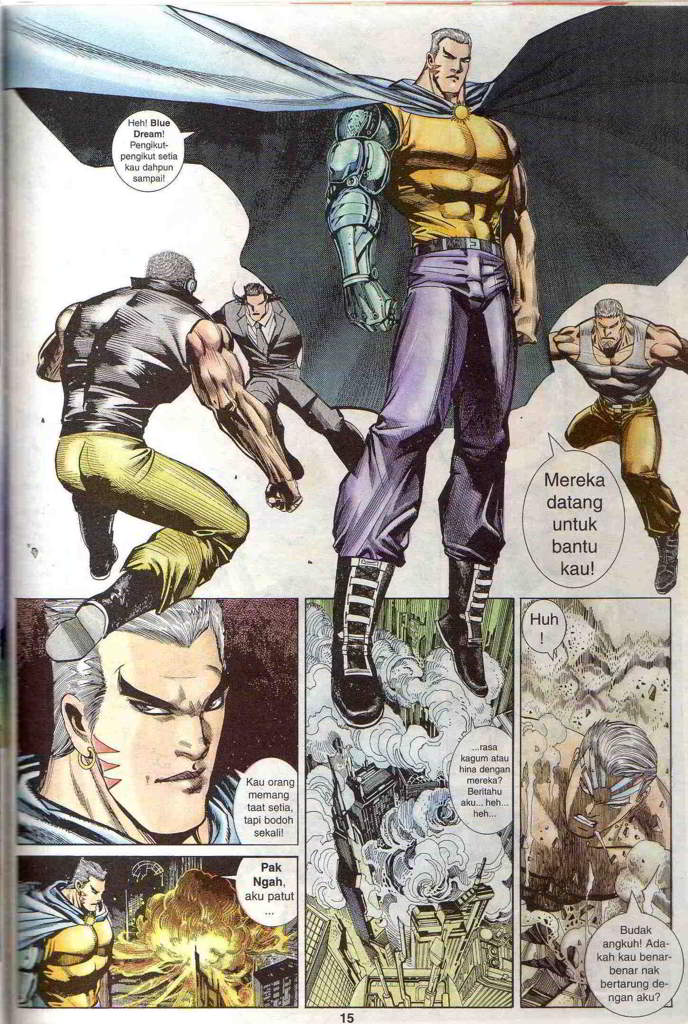 Heh! Blue
Dream!
Pengikut-
pengikut setia
kau dahpun
sampai!
Mereka
datang
untuk
bantu
kau!
Kau orang
memang
taat setia,
tapi bodoh
sekali!
Pak
Ngah,
aku patut
...
...rasa
kagum atau
hina dengan
mereka?
Beritahu
aku... heh...
heh...
Huh
!
Budak
angkuh! Ada-
kah kau benar-
benar nak
bertarung de-
ngan aku?
15